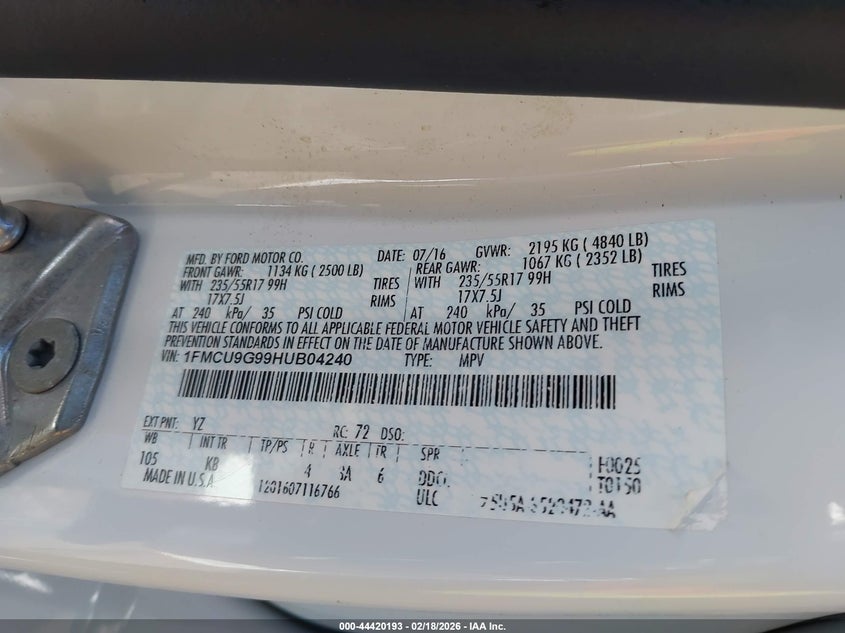 MFD. BY FORD MOTOR CO. DATE: 07/16 GVWR: 2195 KG ( 4840 LB)
FRONT GAWR: 1134 KG ( 2500 LB) REAR GAWR: 1067 KG ( 2352 LB)
WITH 235/55R17 99H TIRES WITH 235/55R17 99H TIRES
17X7.5J RIMS 17X7.5J RIMS
AT 240 kPa/ 35 PSI COLD AT 240 kPa/ 35 PSI COLD
THIS VEHICLE CONFORMS TO ALL APPLICABLE FEDERAL MOTOR VEHICLE SAFETY AND THEFT
PREVENTION STANDARDS IN EFFECT ON THE DATE OF MANUFACTURE SHOWN ABOVE.
VIN: 1FMCU9G99HUB04240 TYPE: MPV
EXT PNT: YZ RC: 72 DSO:
WB INT TR TP/PS R AXLE TR SPR
105 KB 4 6 F0G25
MADE IN U.S.A 1201607116766 ULC T0150
000-44420193 - 02/18/2026 - IAA Inc.